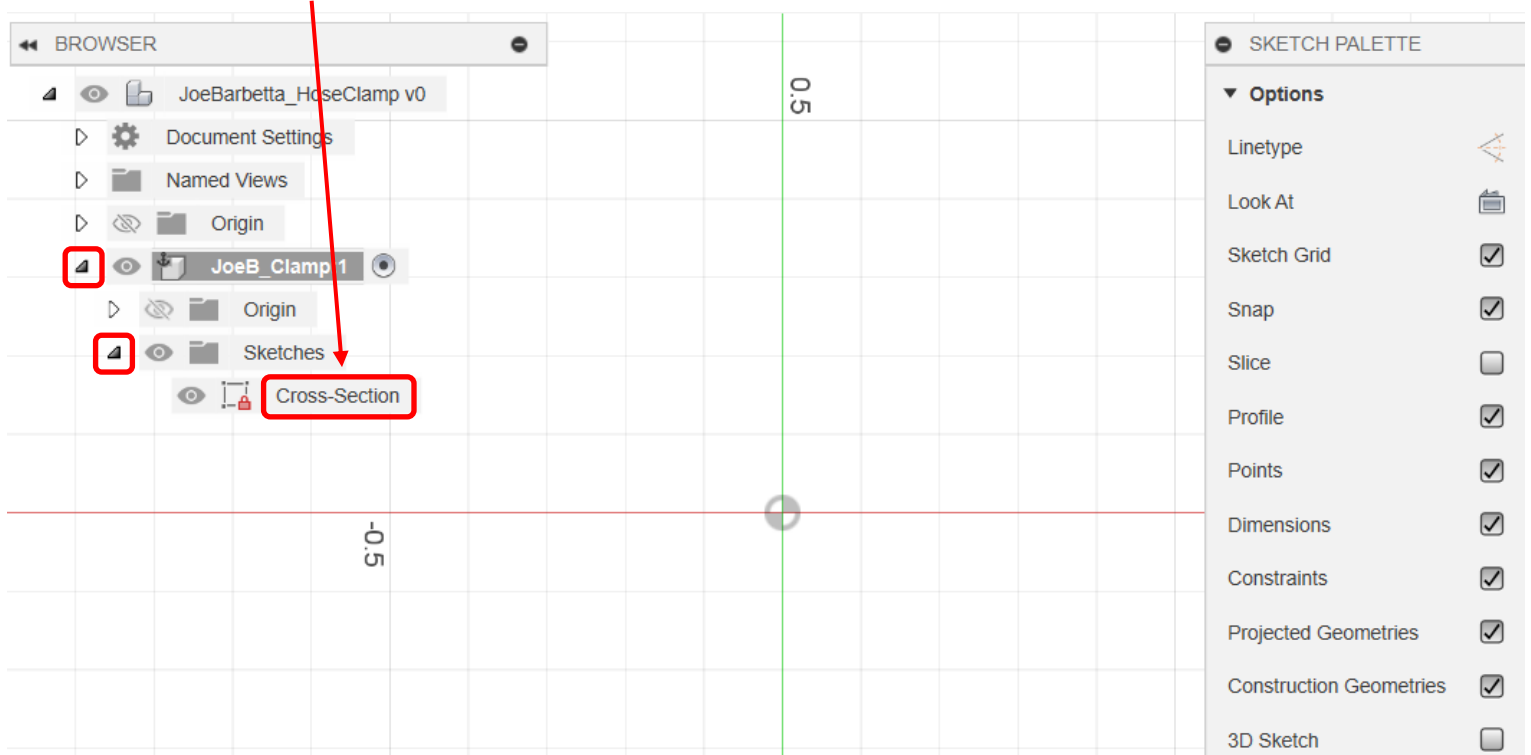 BROWSER
JoeBarbetta_HoseClamp v0
Document Settings
Named Views
Origin
JoeB_Clamp:1
Origin
Sketches
Cross-Section
0.5
-0.5
SKETCH PALETTE
Options
Linetype
Look At
Sketch Grid
Snap
Slice
Profile
Points
Dimensions
Constraints
Projected Geometries
Construction Geometries
3D Sketch